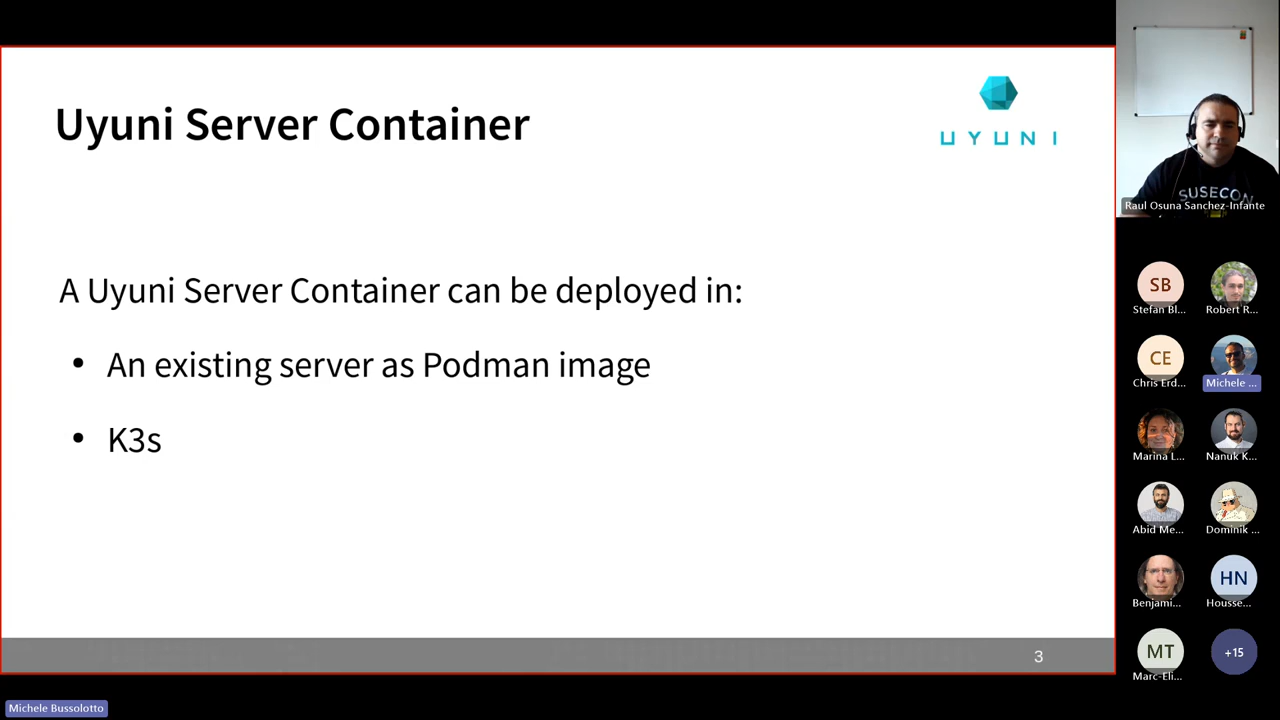 Uyuni Server Container
UYUNI
A Uyuni Server Container can be deployed in:
• An existing server as Podman image
• K3s
3
Michele Bussolotto
SUSECON
Raul Osuna Sanchez-Infante
SB
Stefan Bl...
Robert R...
CE
Chris Erd...
Michele ...
Marina L...
Nanuk K...
Abid Me...
Dominik ...
Benjami...
HN
Housse...
MT
Marc-Eli...
+15